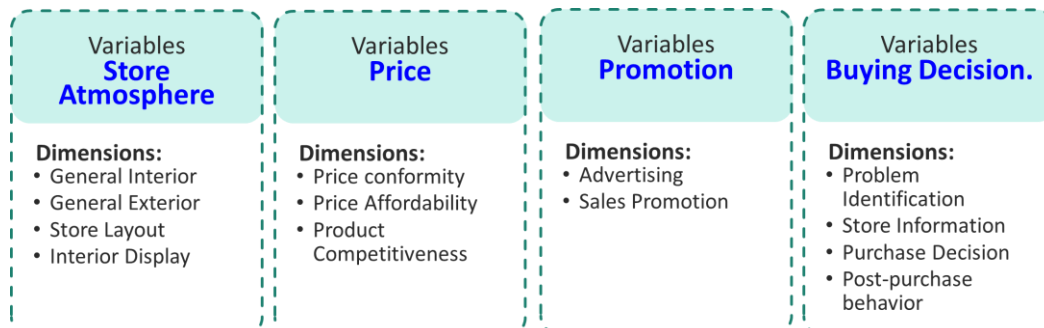 Variables
Store
Atmosphere
Dimensions:
• General Interior
• General Exterior
• Store Layout
• Interior Display
Variables
Price
Dimensions:
• Price conformity
• Price Affordability
• Product
Competitiveness
Variables
Promotion
Dimensions:
• Advertising
• Sales Promotion
Variables
Buying Decision.
Dimensions:
• Problem
Identification
• Store Information
• Purchase Decision
• Post-purchase
behavior